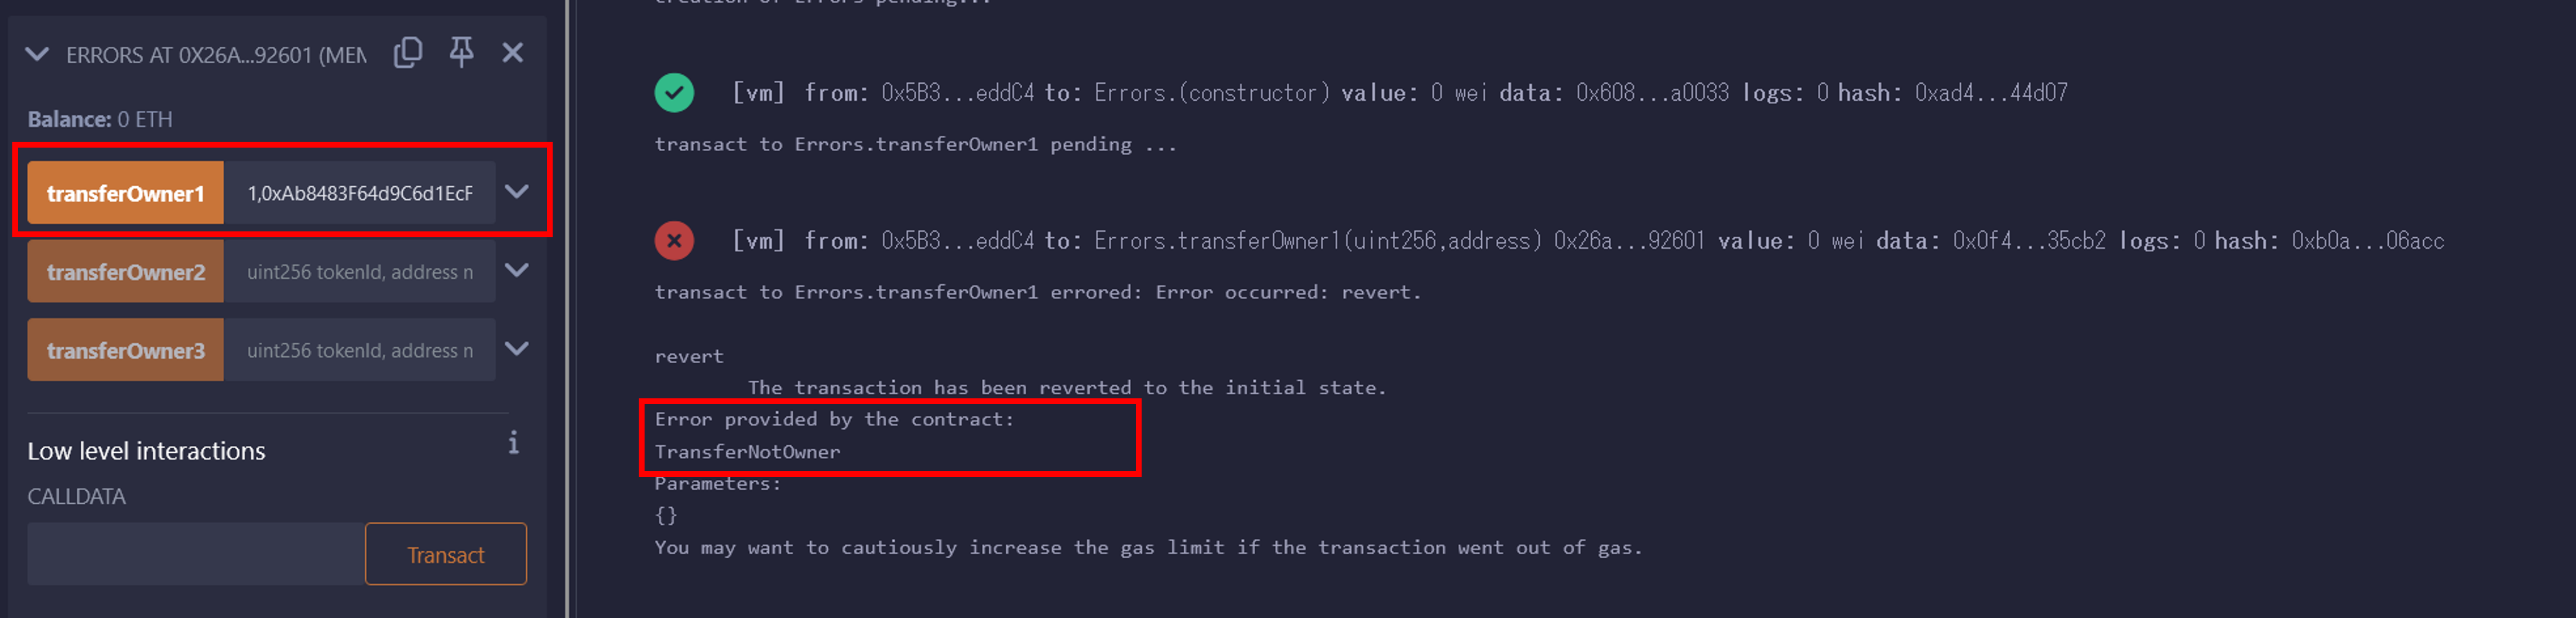 ERRORS AT 0X26A...92601 (MEM
Balance: 0 ETH
transferOwner1 1,0xAb8483F64d9C6d1EcF
transferOwner2 uint256 tokenId, address n
transferOwner3 uint256 tokenId, address n
Low level interactions i
CALLDATA
Transact
creation of Errors pending...
[vm] from: 0x5B3...eddC4 to: Errors.(constructor) value: 0 wei data: 0x608...a0033 logs: 0 hash: 0xad4...44d07
transact to Errors.transferOwner1 pending ...
[vm] from: 0x5B3...eddC4 to: Errors.transferOwner1(uint256,address) 0x26a...92601 value: 0 wei data: 0x0f4...35cb2 logs: 0 hash: 0xb0a...06acc
transact to Errors.transferOwner1 errored: Error occurred: revert.
revert
The transaction has been reverted to the initial state.
Error provided by the contract:
TransferNotOwner
Parameters:
{}
You may want to cautiously increase the gas limit if the transaction went out of gas.